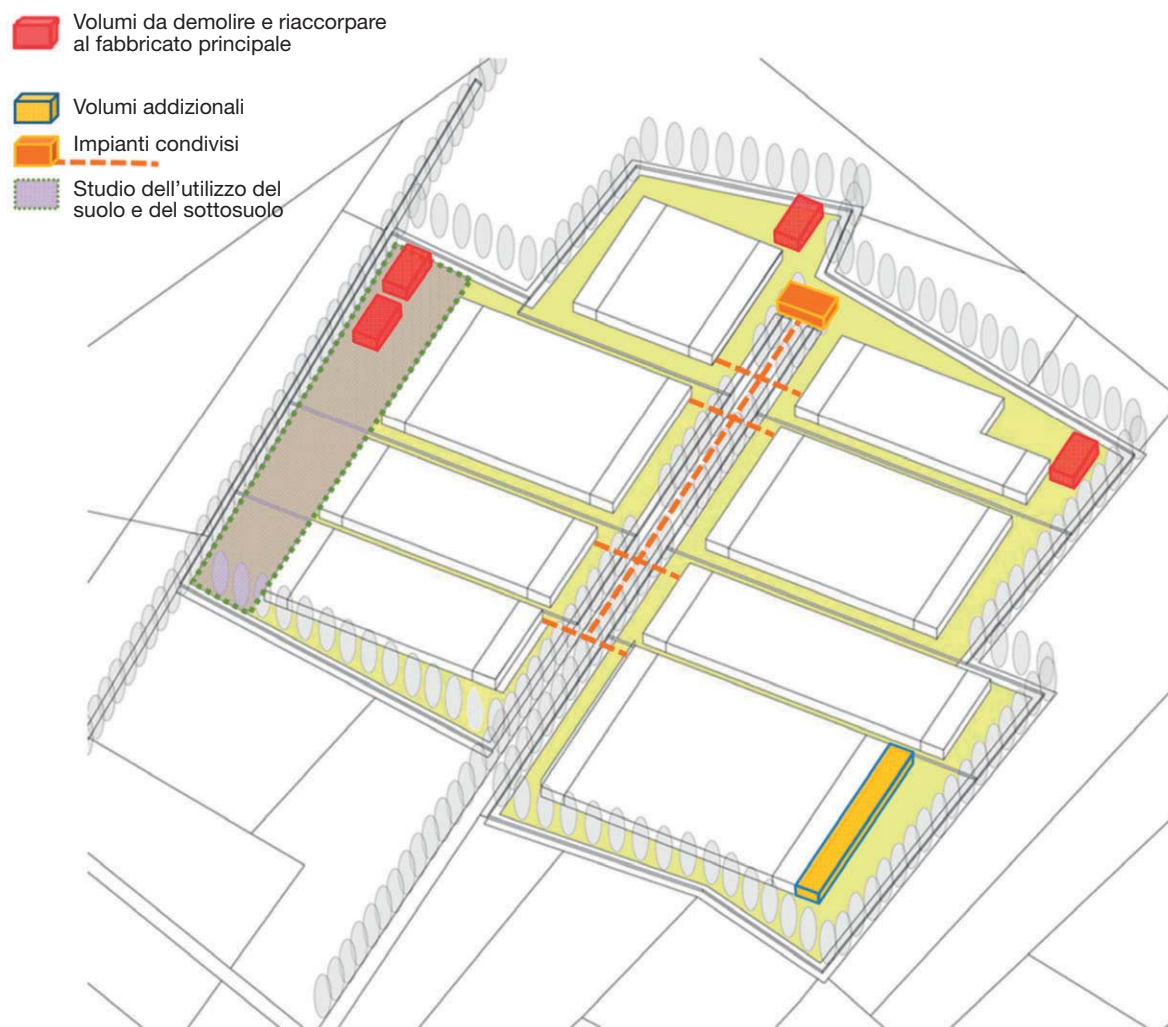 Volumi da demolire e riaccorpare
al fabbricato principale
Volumi addizionali
Impianti condivisi
Studio dell’utilizzo del
suolo e del sottosuolo